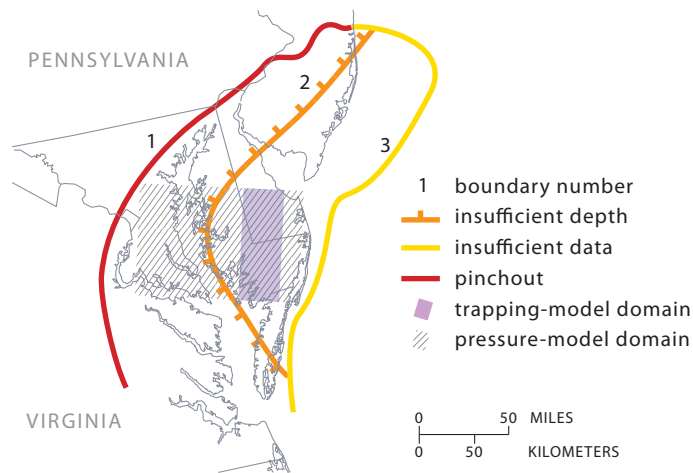 PENNSYLVANIA
2
1
3
1 boundary number
insufficient depth
insufficient data
pinchout
trapping-model domain
pressure-model domain
VIRGINIA
0 50 MILES
0 50 KILOMETERS